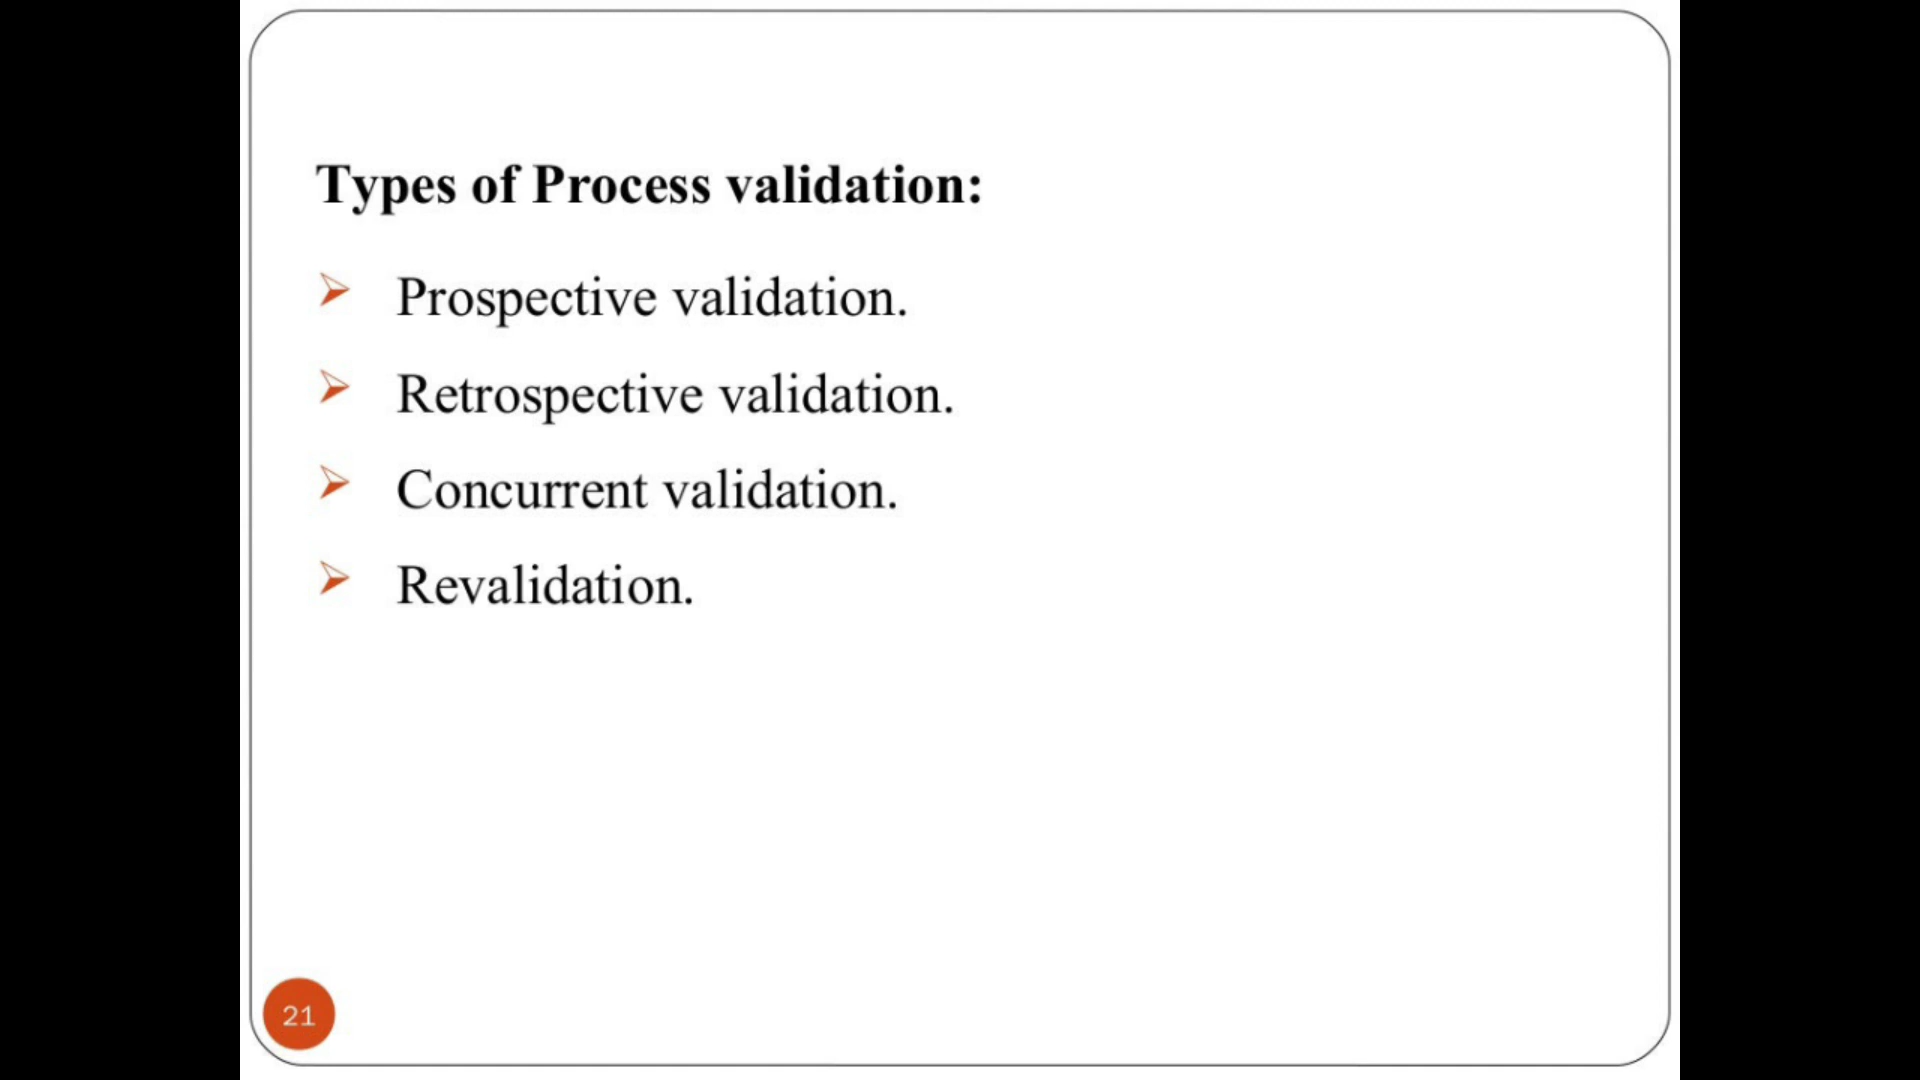 Types of Process validation:
Prospective validation.
Retrospective validation.
Concurrent validation.
Revalidation.
21